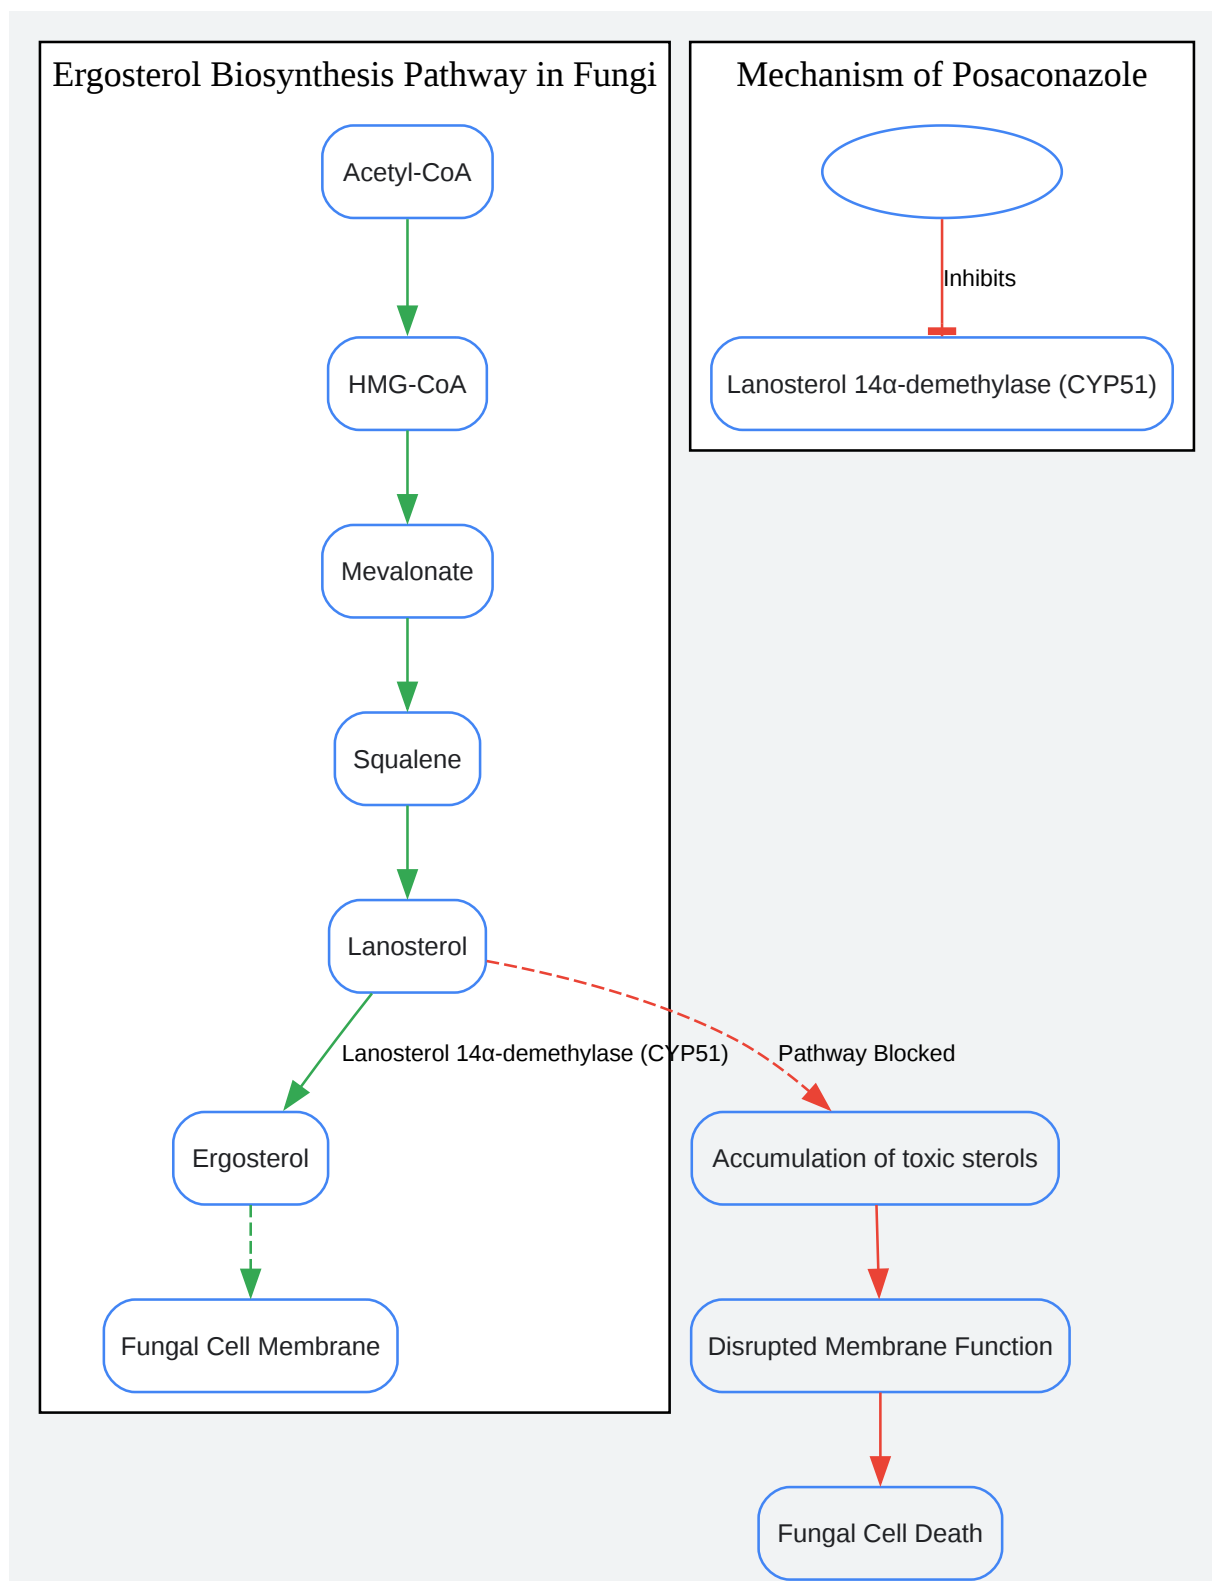 Ergosterol Biosynthesis Pathway in Fungi
Acetyl-CoA
HMG-CoA
Mevalonate
Squalene
Lanosterol
Lanosterol 14α-demethylase (CYP51)
Ergosterol
Fungal Cell Membrane
Mechanism of Posaconazole
Inhibits
Lanosterol 14α-demethylase (CYP51)
Pathway Blocked
Accumulation of toxic sterols
Disrupted Membrane Function
Fungal Cell Death